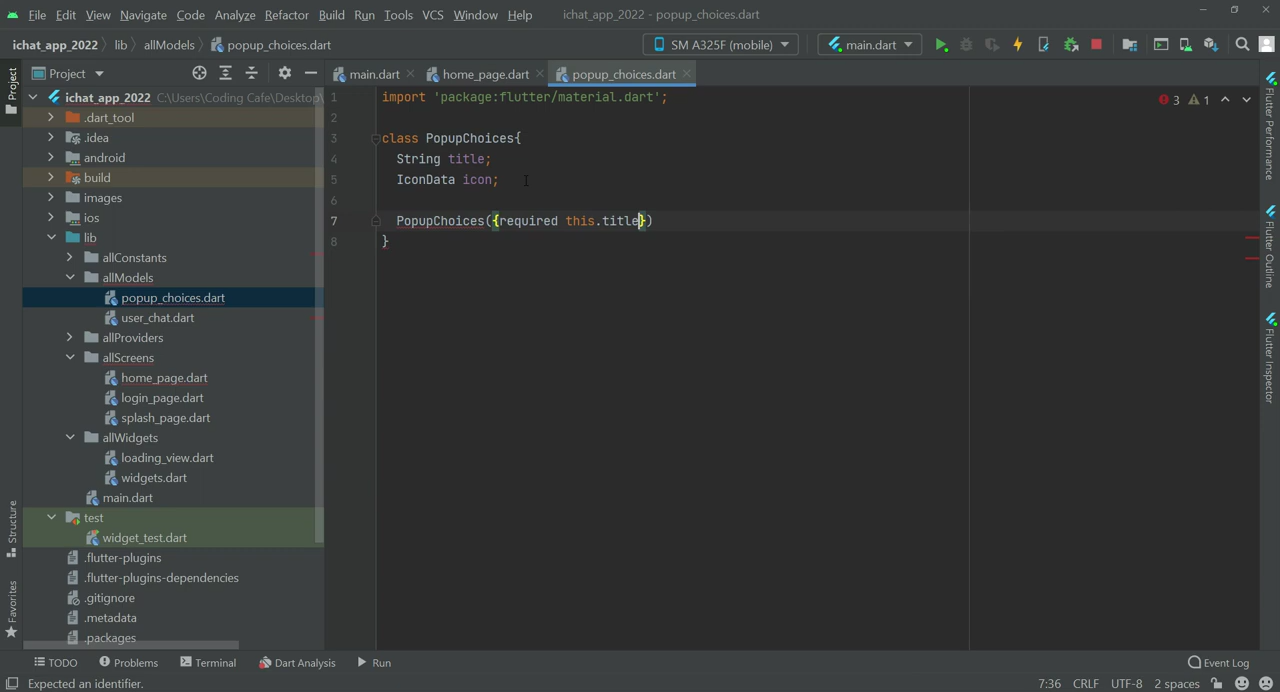 File Edit View Navigate Code Analyze Refactor Build Run Tools VCS Window Help ichat_app_2022 - popup_choices.dart
ichat_app_2022 lib allModels popup_choices.dart SM A325F (mobile) main.dart
Project main.dart home_page.dart popup_choices.dart
Project
ichat_app_2022 C:\Users\Coding Cafe\Desktop\
.dart_tool
.idea
android
build
images
ios
lib
allConstants
allModels
popup_choices.dart
user_chat.dart
allProviders
allScreens
home_page.dart
login_page.dart
splash_page.dart
allWidgets
loading_view.dart
widgets.dart
main.dart
test
widget_test.dart
.flutter-plugins
.flutter-plugins-dependencies
.gitignore
.metadata
.packages
Structure
Favorites
1 import 'package:flutter/material.dart';
2
3 class PopupChoices{
4 String title;
5 IconData icon;
6
7 PopupChoices({required this.title})
8 }
3 1
Flutter Performance
Flutter Outline
Flutter Inspector
TODO Problems Terminal Dart Analysis Run Event Log
Expected an identifier. 7:36 CRLF UTF-8 2 spaces